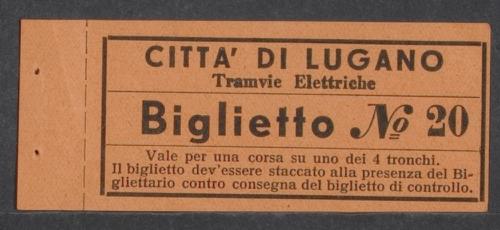 CITTA' DI LUGANO
Tramvie Elettriche
Biglietto No 20
Vale per una corsa su uno dei 4 tronchi.
Il biglietto dev'essere staccato alla presenza del Bi-
gliettario contro consegna del biglietto di controllo.